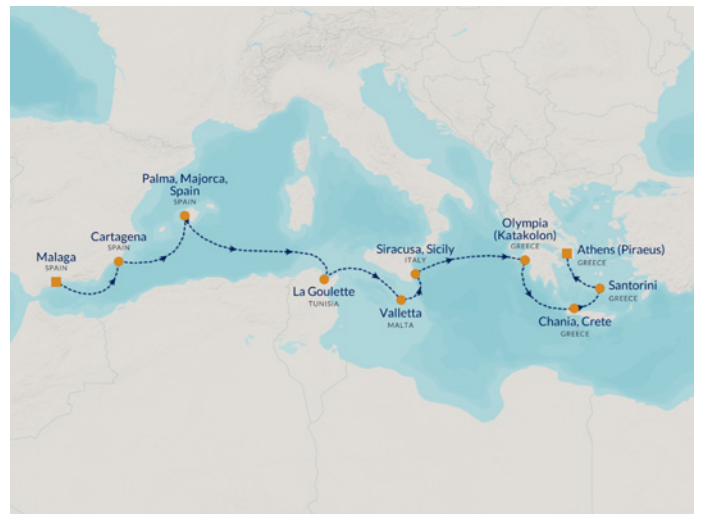 Palma, Majorca,
Spain
SPAIN
Cartagena
SPAIN
Malaga
SPAIN
La Goulette
TUNISIA
Valletta
MALTA
Siracusa, Sicily
ITALY
Olympia
(Katakolon)
GREECE
Athens (Piraeus)
GREECE
Santorini
GREECE
Chania, Crete
GREECE